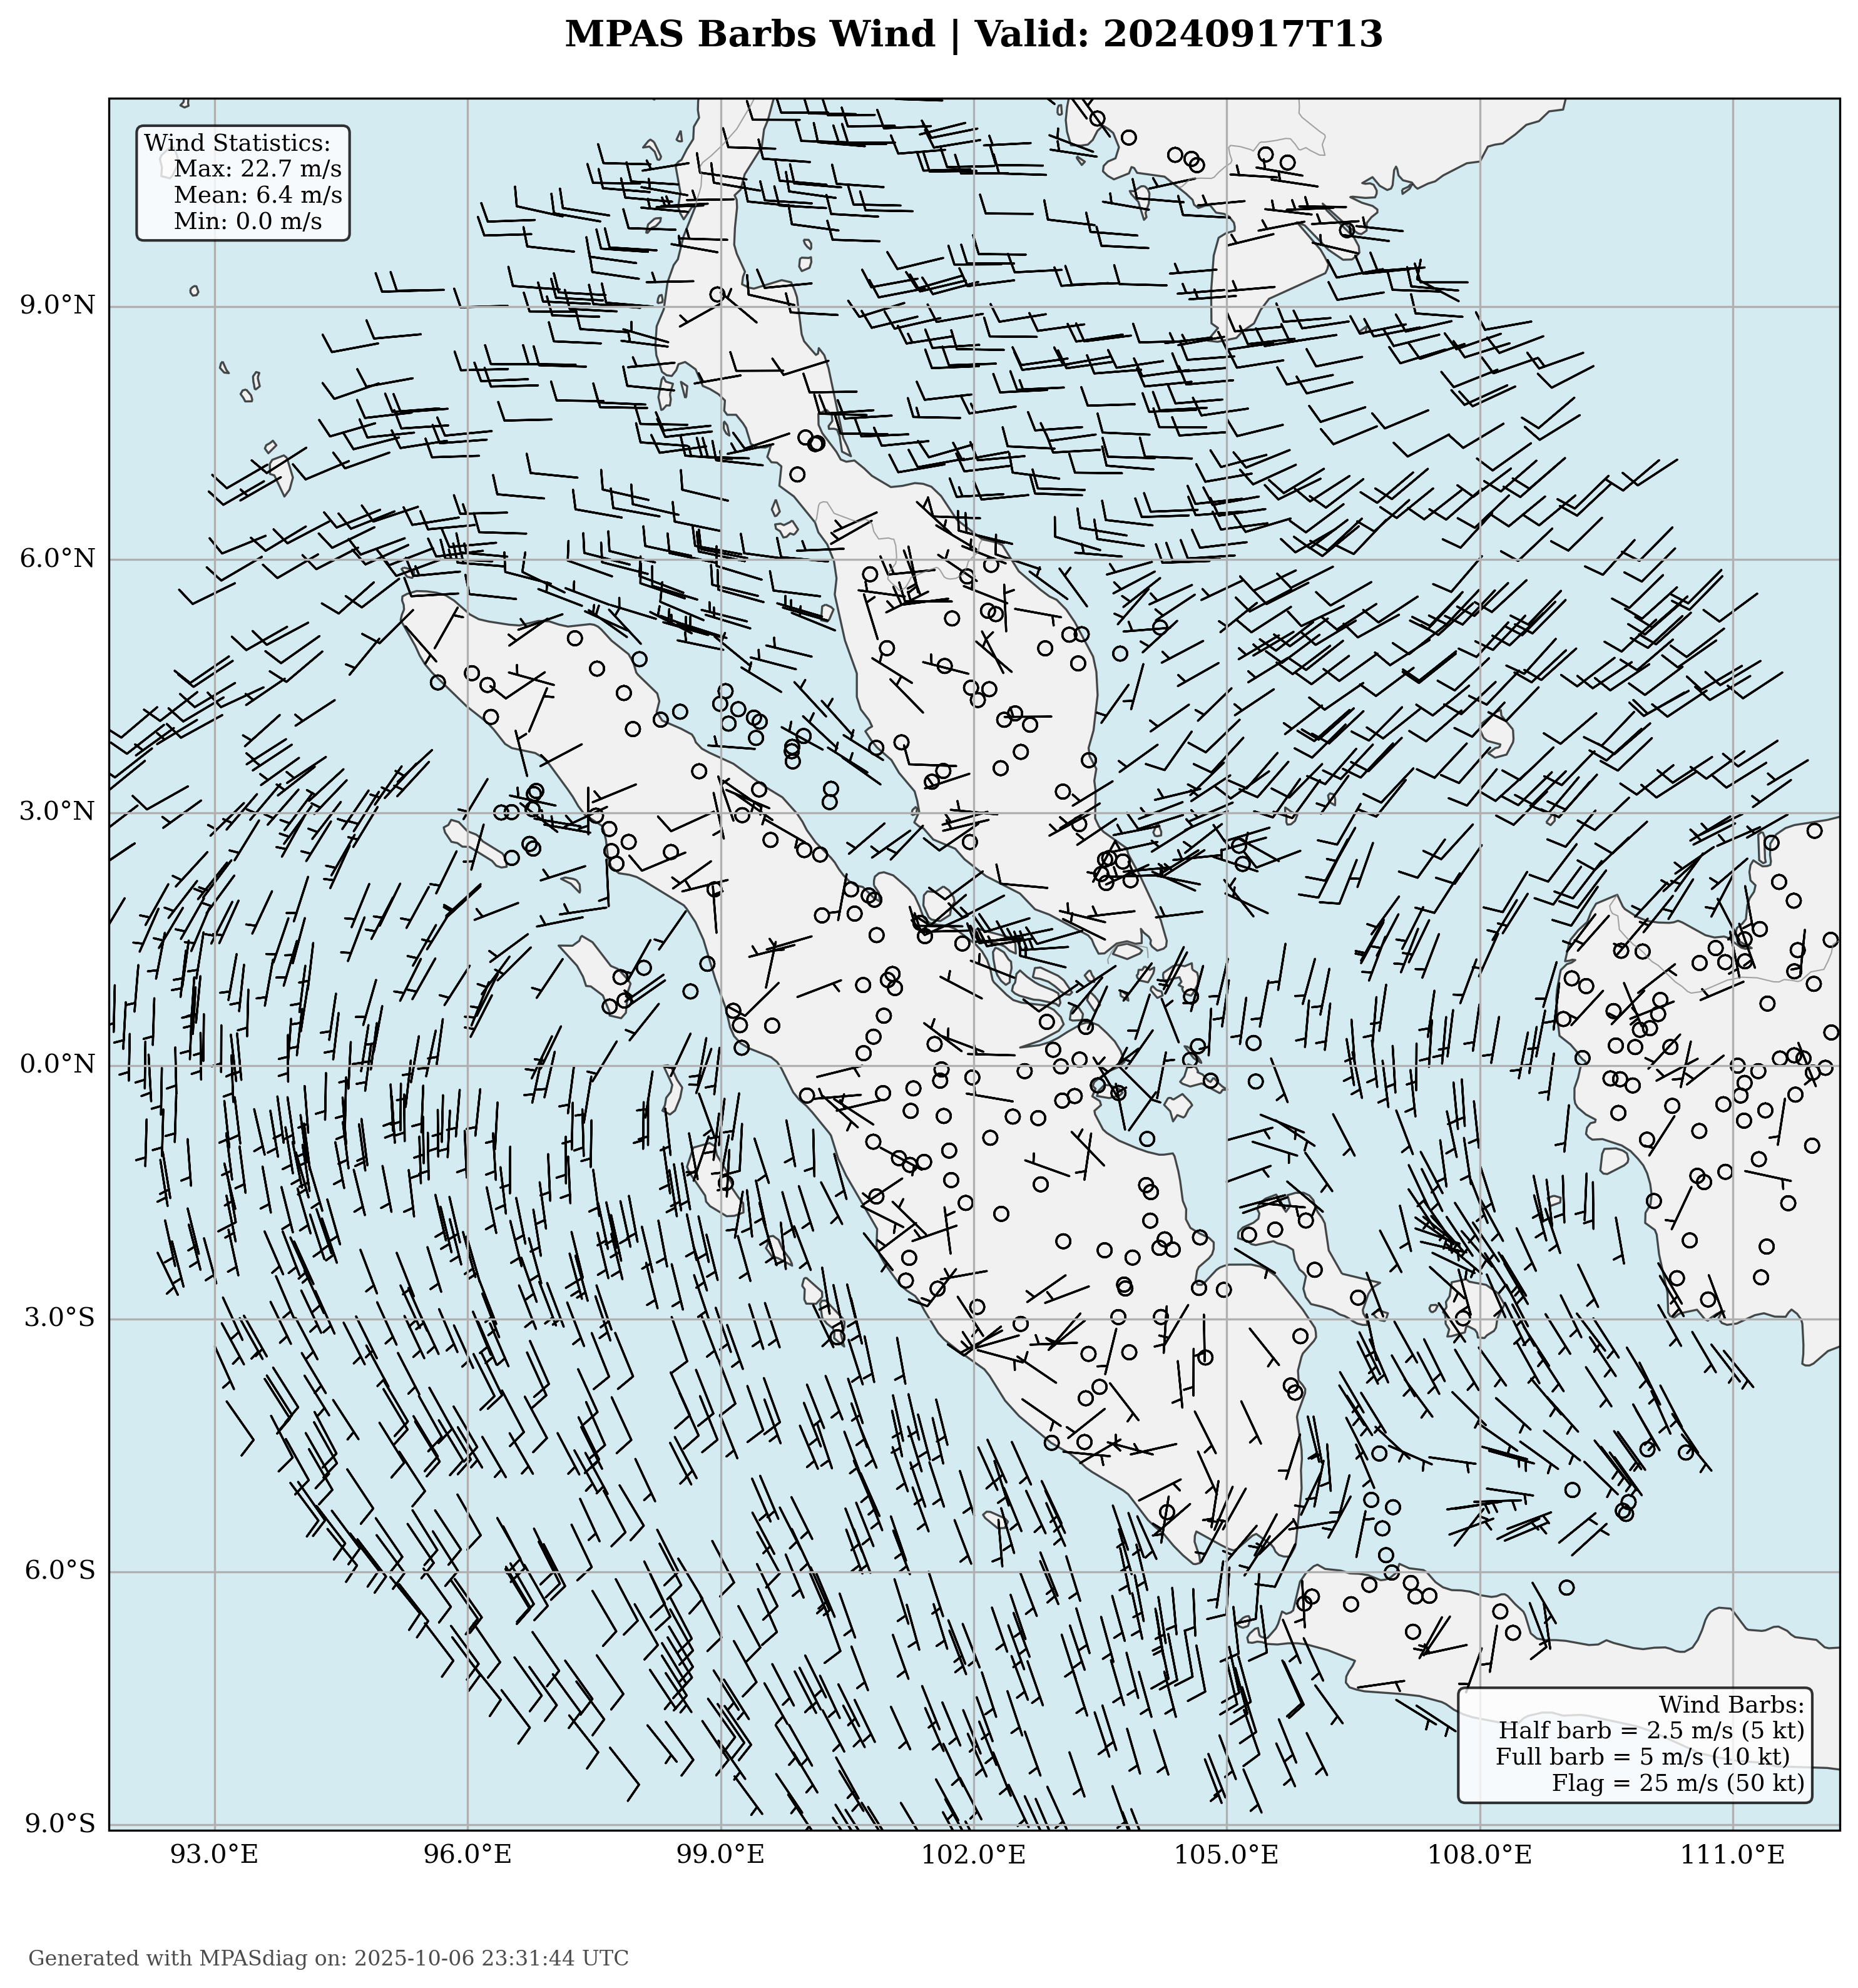 MPAS Barbs Wind | Valid: 20240917T13
Wind Statistics:
Max: 22.7 m/s
Mean: 6.4 m/s
Min: 0.0 m/s
9.0°N
6.0°N
3.0°N
0.0°N
3.0°S
6.0°S
9.0°S
Wind Barbs:
Half barb = 2.5 m/s (5 kt)
Full barb = 5 m/s (10 kt)
Flag = 25 m/s (50 kt)
93.0°E 96.0°E 99.0°E 102.0°E 105.0°E 108.0°E 111.0°E
Generated with MPASdiag on: 2025-10-06 23:31:44 UTC